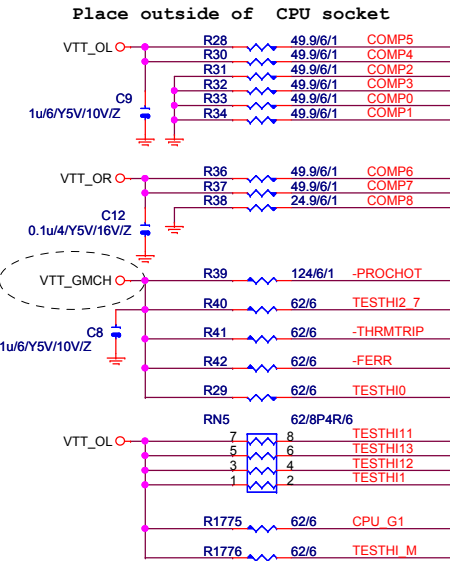 Place outside of CPU socket
VTT_OL R28 49.9/6/1 COMP5
R30 49.9/6/1 COMP4
R31 49.9/6/1 COMP2
R32 49.9/6/1 COMP3
C9 R33 49.9/6/1 COMP0
1u/6/Y5V/10V/Z R34 49.9/6/1 COMP1
VTT_OR R36 49.9/6/1 COMP6
R37 49.9/6/1 COMP7
R38 24.9/6/1 COMP8
C12
0.1u/4/Y5V/16V/Z
VTT_GMCH R39 124/6/1 -PROCHOT
R40 62/6 TESTHI2_7
C8 R41 62/6 -THRMTRIP
1u/6/Y5V/10V/Z
R42 62/6 -FERR
R29 62/6 TESTHI0
RN5 62/8P4R/6
VTT_OL 7 8 TESTHI11
5 6 TESTHI13
3 4 TESTHI12
1 2 TESTHI1
R1775 62/6 CPU_G1
R1776 62/6 TESTHI_M